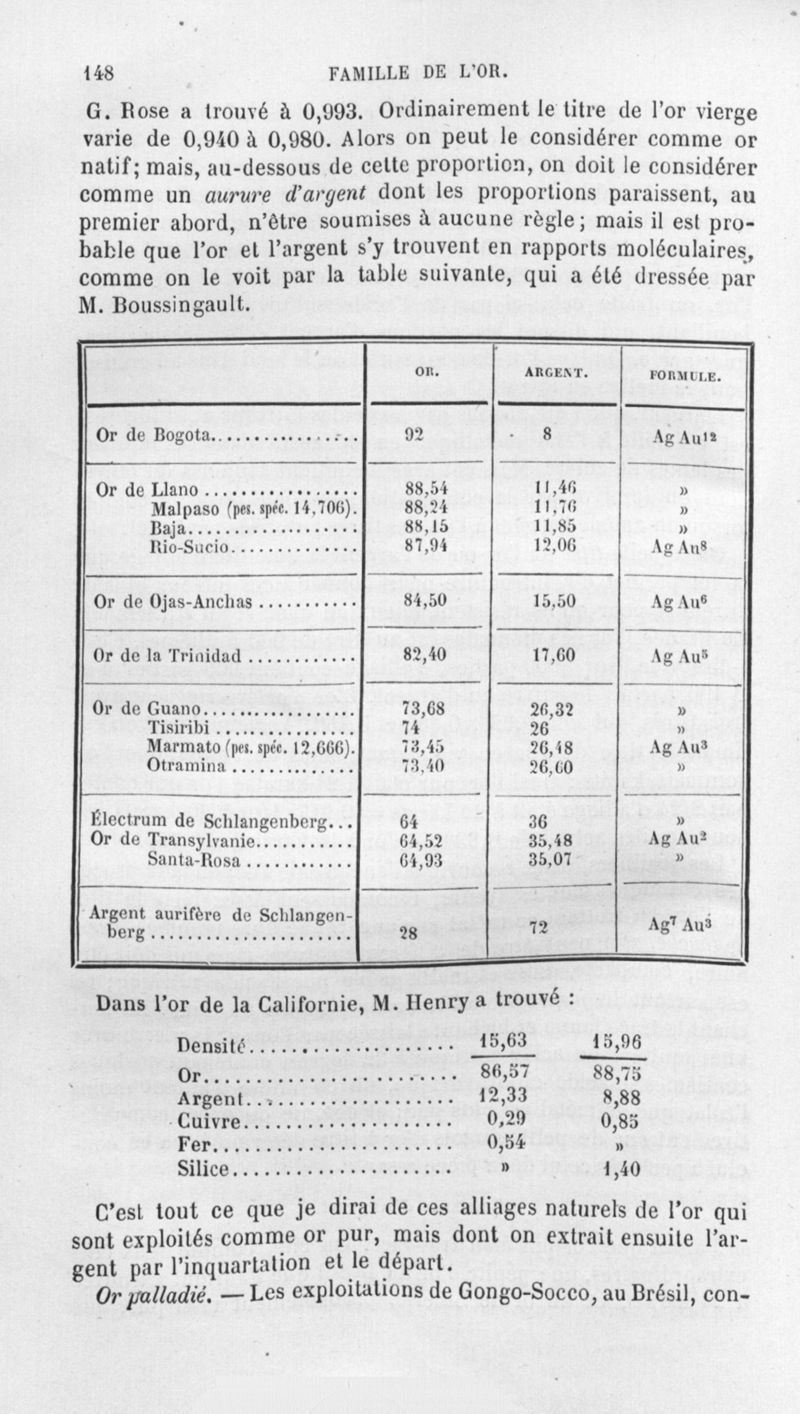 148 FAMILLE DE L'OR.
G. Rose a trouvé à 0,993. Ordinairement le titre de l'or vierge
varie de 0,940 à 0,980. Alors on peut le considérer comme or
natif; mais, au-dessous de cette proportion, on doit le considérer
comme un aurure d'argent dont les proportions paraissent, au
premier abord, n'être soumises à aucune règle; mais il est pro-
bable que l'or et l'argent s'y trouvent en rapports moléculaires,
comme on le voit par la table suivante, qui a été dressée par
M. Boussingault.
OR. ARGENT. FORMULE.
Or de Bogota 92 8 Ag Au¹²
Or de Llano 88,54 11,46 »
Malpaso (pes. spéc. 14,706). 88,24 11,76 »
Baja 88,15 11,85 »
Rio-Sucio 87,94 12,06 Ag Au⁸
Or de Ojas-Anchas 84,50 15,50 Ag Au⁶
Or de la Trinidad 82,40 17,60 Ag Au⁵
Or de Guano 73,68 26,32 »
Tisiribi 74 26 »
Marmato (pes. spéc. 12,666). 73,45 26,48 Ag Au³
Otramina 73,40 26,60 »
Électrum de Schlangenberg... 64 36 »
Or de Transylvanie 64,52 35,48 Ag Au²
Santa-Rosa 64,93 35,07 »
Argent aurifère de Schlangen-
berg 28 72 Ag⁷ Au³
Dans l'or de la Californie, M. Henry a trouvé :
Densité 15,63 15,96
Or 86,57 88,75
Argent 12,33 8,88
Cuivre 0,29 0,85
Fer 0,54 »
Silice » 1,40
C'est tout ce que je dirai de ces alliages naturels de l'or qui
sont exploités comme or pur, mais dont on extrait ensuite l'ar-
gent par l'inquartation et le départ.
Or palladié. — Les exploitations de Gongo-Socco, au Brésil, con-